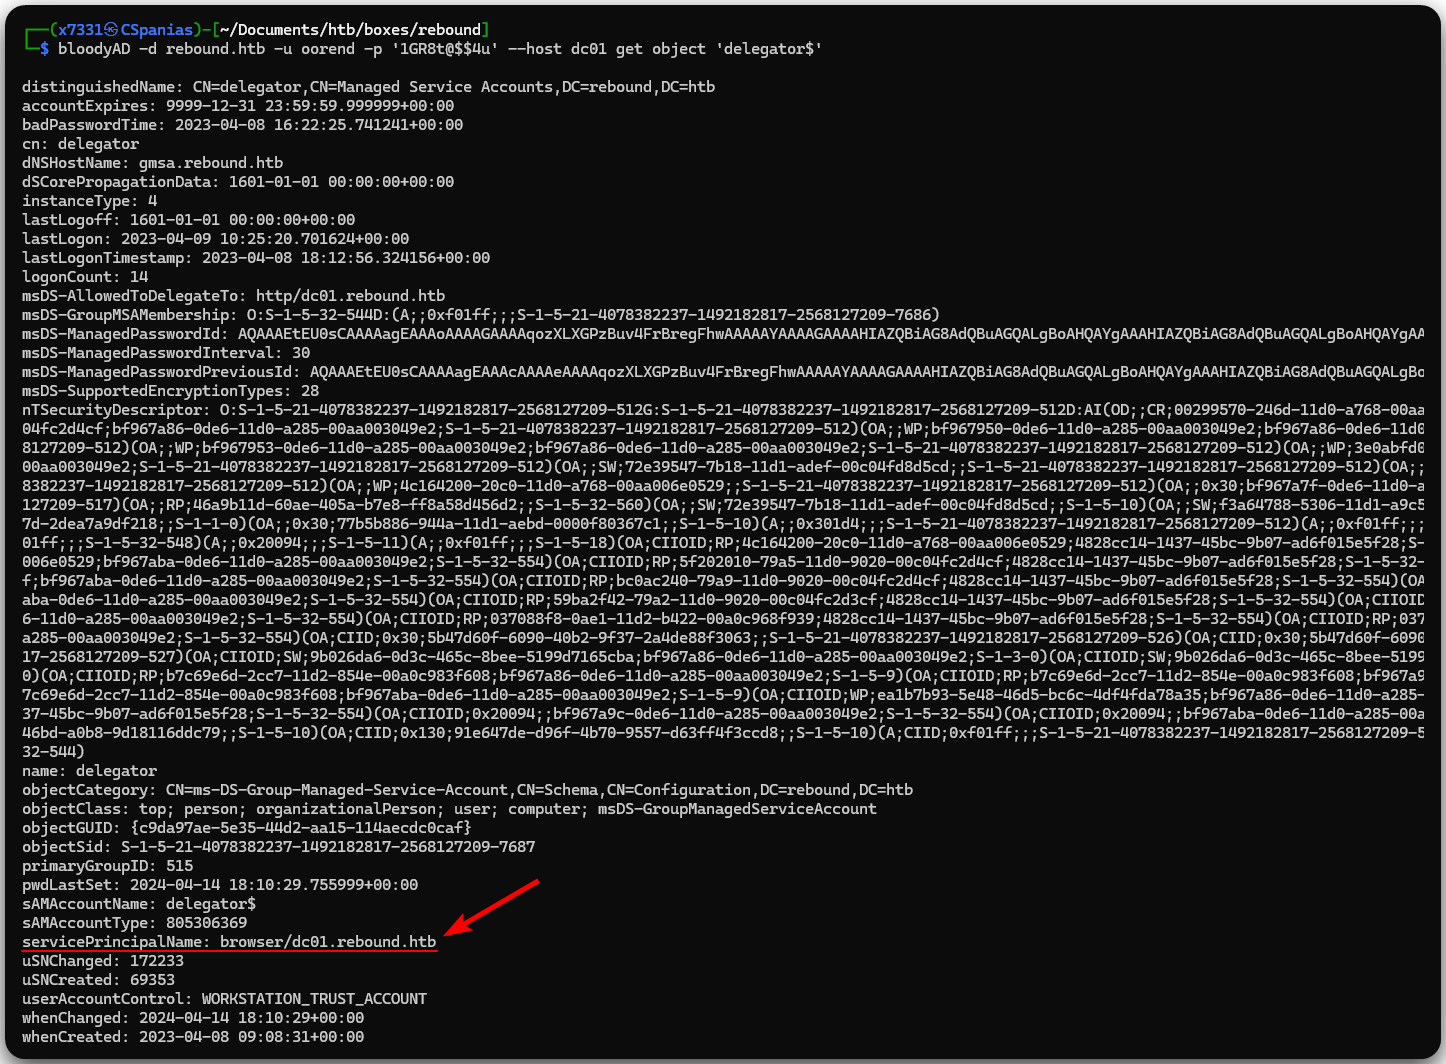 ┌──(x7331㉿CSpanias)-[~/Documents/htb/boxes/rebound]
└─$ bloodyAD -d rebound.htb -u oorend -p '1GR8t@$$4u' --host dc01 get object 'delegator$'
distinguishedName: CN=delegator,CN=Managed Service Accounts,DC=rebound,DC=htb
accountExpires: 9999-12-31 23:59:59.999999+00:00
badPasswordTime: 2023-04-08 16:22:25.741241+00:00
cn: delegator
dNSHostName: gmsa.rebound.htb
dSCorePropagationData: 1601-01-01 00:00:00+00:00
instanceType: 4
lastLogoff: 1601-01-01 00:00:00+00:00
lastLogon: 2023-04-09 10:25:20.701624+00:00
lastLogonTimestamp: 2023-04-08 18:12:56.324156+00:00
logonCount: 14
msDS-AllowedToDelegateTo: http/dc01.rebound.htb
msDS-GroupMSAMembership: O:S-1-5-32-544D:(A;;0xf01ff;;;S-1-5-21-4078382237-1492182817-2568127209-7686)
msDS-ManagedPasswordId: AQAAAEtEU0sCAAAAagEAAAoAAAAGAAAAqozXLXGPzBuv4FrBregFhwAAAAAYAAAAGAAAAHIAZQBiAG8AdQBuAGQALgBoAHQAYgAAAHIAZQBiAG8AdQBuAGQALgBoAHQAYgAA
msDS-ManagedPasswordInterval: 30
msDS-ManagedPasswordPreviousId: AQAAAEtEU0sCAAAAagEAAAcAAAAeAAAAqozXLXGPzBuv4FrBregFhwAAAAAYAAAAGAAAAHIAZQBiAG8AdQBuAGQALgBoAHQAYgAAAHIAZQBiAG8AdQBuAGQALgBo
msDS-SupportedEncryptionTypes: 28
nTSecurityDescriptor: O:S-1-5-21-4078382237-1492182817-2568127209-512G:S-1-5-21-4078382237-1492182817-2568127209-512D:AI(OD;;CR;00299570-246d-11d0-a768-00aa
04fc2d4cf;bf967a86-0de6-11d0-a285-00aa003049e2;S-1-5-21-4078382237-1492182817-2568127209-512)(OA;;WP;bf967950-0de6-11d0-a285-00aa003049e2;bf967a86-0de6-11d0
8127209-512)(OA;;WP;bf967953-0de6-11d0-a285-00aa003049e2;bf967a86-0de6-11d0-a285-00aa003049e2;S-1-5-21-4078382237-1492182817-2568127209-512)(OA;;WP;3e0abfd0
00aa003049e2;S-1-5-21-4078382237-1492182817-2568127209-512)(OA;;SW;72e39547-7b18-11d1-adef-00c04fd8d5cd;;S-1-5-21-4078382237-1492182817-2568127209-512)(OA;;
8382237-1492182817-2568127209-512)(OA;;WP;4c164200-20c0-11d0-a768-00aa006e0529;;S-1-5-21-4078382237-1492182817-2568127209-512)(OA;;0x30;bf967a7f-0de6-11d0-a
127209-517)(OA;;RP;46a9b11d-60ae-405a-b7e8-ff8a58d456d2;;S-1-5-32-560)(OA;;SW;72e39547-7b18-11d1-adef-00c04fd8d5cd;;S-1-5-10)(OA;;SW;f3a64788-5306-11d1-a9c5
7d-2dea7a9df218;;S-1-1-0)(OA;;0x30;77b5b886-944a-11d1-aebd-0000f80367c1;;S-1-5-10)(A;;0x301d4;;;S-1-5-21-4078382237-1492182817-2568127209-512)(A;;0xf01ff;;;
01ff;;;S-1-5-32-548)(A;;0x20094;;;S-1-5-11)(A;;0xf01ff;;;S-1-5-18)(OA;CIIOID;RP;4c164200-20c0-11d0-a768-00aa006e0529;4828cc14-1437-45bc-9b07-ad6f015e5f28;S-
006e0529;bf967aba-0de6-11d0-a285-00aa003049e2;S-1-5-32-554)(OA;CIIOID;RP;5f202010-79a5-11d0-9020-00c04fc2d4cf;4828cc14-1437-45bc-9b07-ad6f015e5f28;S-1-5-32-
f;bf967aba-0de6-11d0-a285-00aa003049e2;S-1-5-32-554)(OA;CIIOID;RP;bc0ac240-79a9-11d0-9020-00c04fc2d4cf;4828cc14-1437-45bc-9b07-ad6f015e5f28;S-1-5-32-554)(OA
aba-0de6-11d0-a285-00aa003049e2;S-1-5-32-554)(OA;CIIOID;RP;59ba2f42-79a2-11d0-9020-00c04fc2d3cf;4828cc14-1437-45bc-9b07-ad6f015e5f28;S-1-5-32-554)(OA;CIIOID
6-11d0-a285-00aa003049e2;S-1-5-32-554)(OA;CIIOID;RP;037088f8-0ae1-11d2-b422-00a0c968f939;4828cc14-1437-45bc-9b07-ad6f015e5f28;S-1-5-32-554)(OA;CIIOID;RP;037
a285-00aa003049e2;S-1-5-32-554)(OA;CIID;0x30;5b47d60f-6090-40b2-9f37-2a4de88f3063;;S-1-5-21-4078382237-1492182817-2568127209-526)(OA;CIID;0x30;5b47d60f-6090
17-2568127209-527)(OA;CIIOID;SW;9b026da6-0d3c-465c-8bee-5199d7165cba;bf967a86-0de6-11d0-a285-00aa003049e2;S-1-3-0)(OA;CIIOID;SW;9b026da6-0d3c-465c-8bee-5199
0)(OA;CIIOID;RP;b7c69e6d-2cc7-11d2-854e-00a0c983f608;bf967a86-0de6-11d0-a285-00aa003049e2;S-1-5-9)(OA;CIIOID;RP;b7c69e6d-2cc7-11d2-854e-00a0c983f608;bf967a9
7c69e6d-2cc7-11d2-854e-00a0c983f608;bf967aba-0de6-11d0-a285-00aa003049e2;S-1-5-9)(OA;CIIOID;WP;ea1b7b93-5e48-46d5-bc6c-4df4fda78a35;bf967a86-0de6-11d0-a285-
37-45bc-9b07-ad6f015e5f28;S-1-5-32-554)(OA;CIIOID;0x20094;;bf967a9c-0de6-11d0-a285-00aa003049e2;S-1-5-32-554)(OA;CIIOID;0x20094;;bf967aba-0de6-11d0-a285-00a
46bd-a0b8-9d18116ddc79;;S-1-5-10)(OA;CIID;0x130;91e647de-d96f-4b70-9557-d63ff4f3ccd8;;S-1-5-10)(A;CIID;0xf01ff;;;S-1-5-21-4078382237-1492182817-2568127209-5
32-544)
name: delegator
objectCategory: CN=ms-DS-Group-Managed-Service-Account,CN=Schema,CN=Configuration,DC=rebound,DC=htb
objectClass: top; person; organizationalPerson; user; computer; msDS-GroupManagedServiceAccount
objectGUID: {c9da97ae-5e35-44d2-aa15-114aecdc0caf}
objectSid: S-1-5-21-4078382237-1492182817-2568127209-7687
primaryGroupID: 515
pwdLastSet: 2024-04-14 18:10:29.755999+00:00
sAMAccountName: delegator$
sAMAccountType: 805306369
servicePrincipalName: browser/dc01.rebound.htb
uSNChanged: 172233
uSNCreated: 69353
userAccountControl: WORKSTATION_TRUST_ACCOUNT
whenChanged: 2024-04-14 18:10:29+00:00
whenCreated: 2023-04-08 09:08:31+00:00